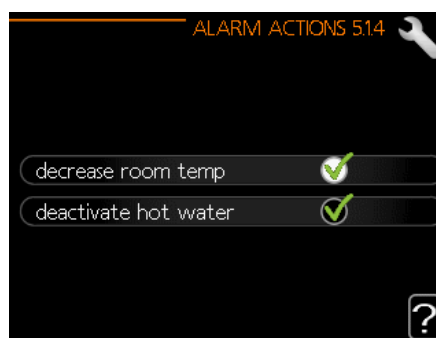 ALARM ACTIONS 5.1.4
decrease room temp
deactivate hot water
?